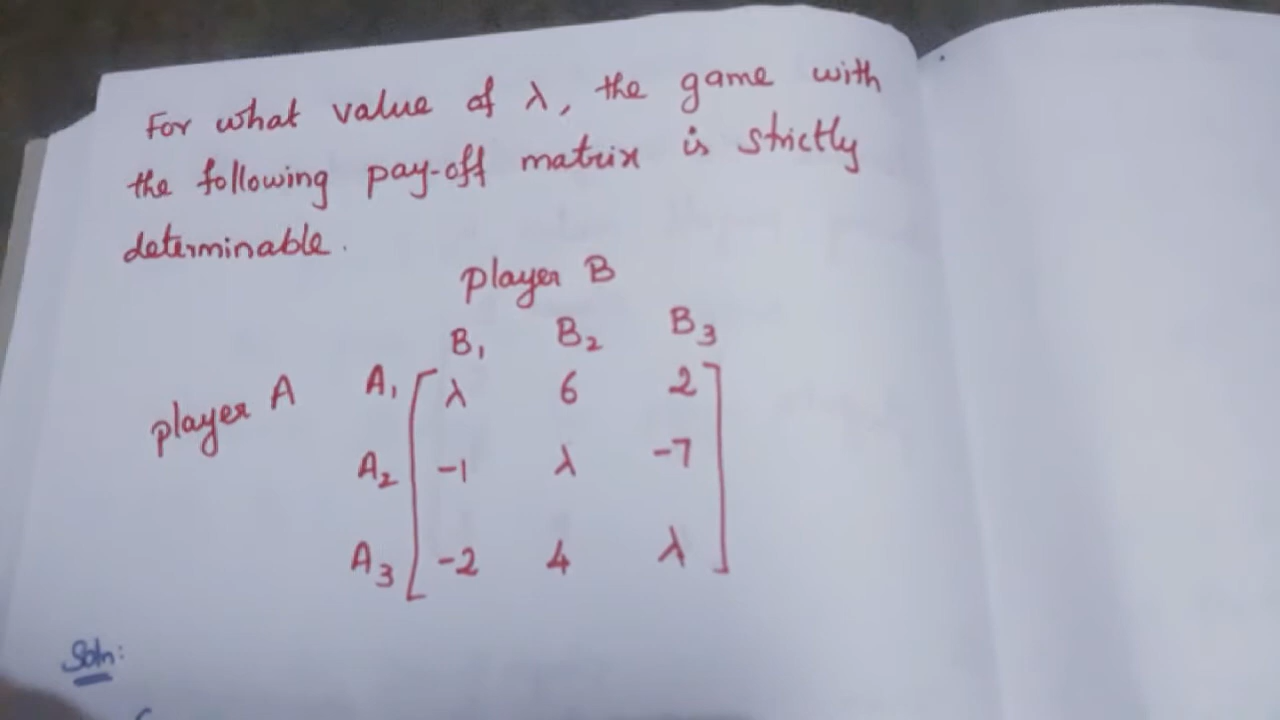 For what value of λ, the game with
the following pay-off matrix is strictly
determinable.
player B
B₁ B₂ B₃
player A A₁ λ 6 2
A₂ -1 λ -7
A₃ -2 4 λ
Soln: